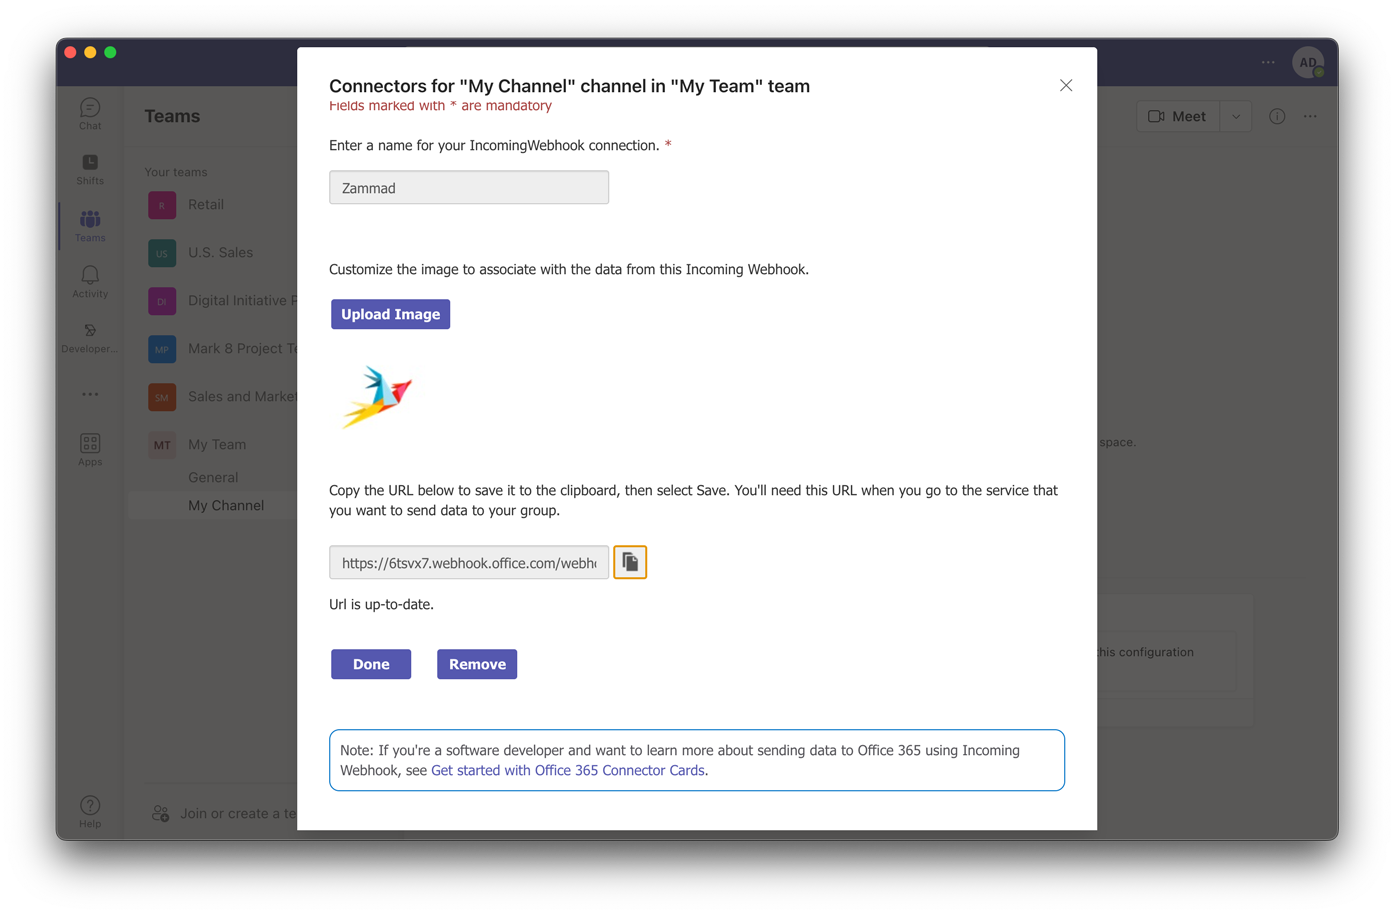 AD
Connectors for "My Channel" channel in "My Team" team
Fields marked with * are mandatory
Enter a name for your IncomingWebhook connection. *
Zammad
Customize the image to associate with the data from this Incoming Webhook.
Upload Image
Copy the URL below to save it to the clipboard, then select Save. You'll need this URL when you go to the service that
you want to send data to your group.
https://6tsvx7.webhook.office.com/webh
Url is up-to-date.
Done
Remove
Note: If you're a software developer and want to learn more about sending data to Office 365 using Incoming
Webhook, see Get started with Office 365 Connector Cards.
Chat
Shifts
Teams
Activity
Developer...
Apps
Help
Teams
Your teams
R Retail
US U.S. Sales
DI Digital Initiative P
MP Mark 8 Project Te
SM Sales and Market
MT My Team
General
My Channel
Join or create a te
Meet
space.
this configuration